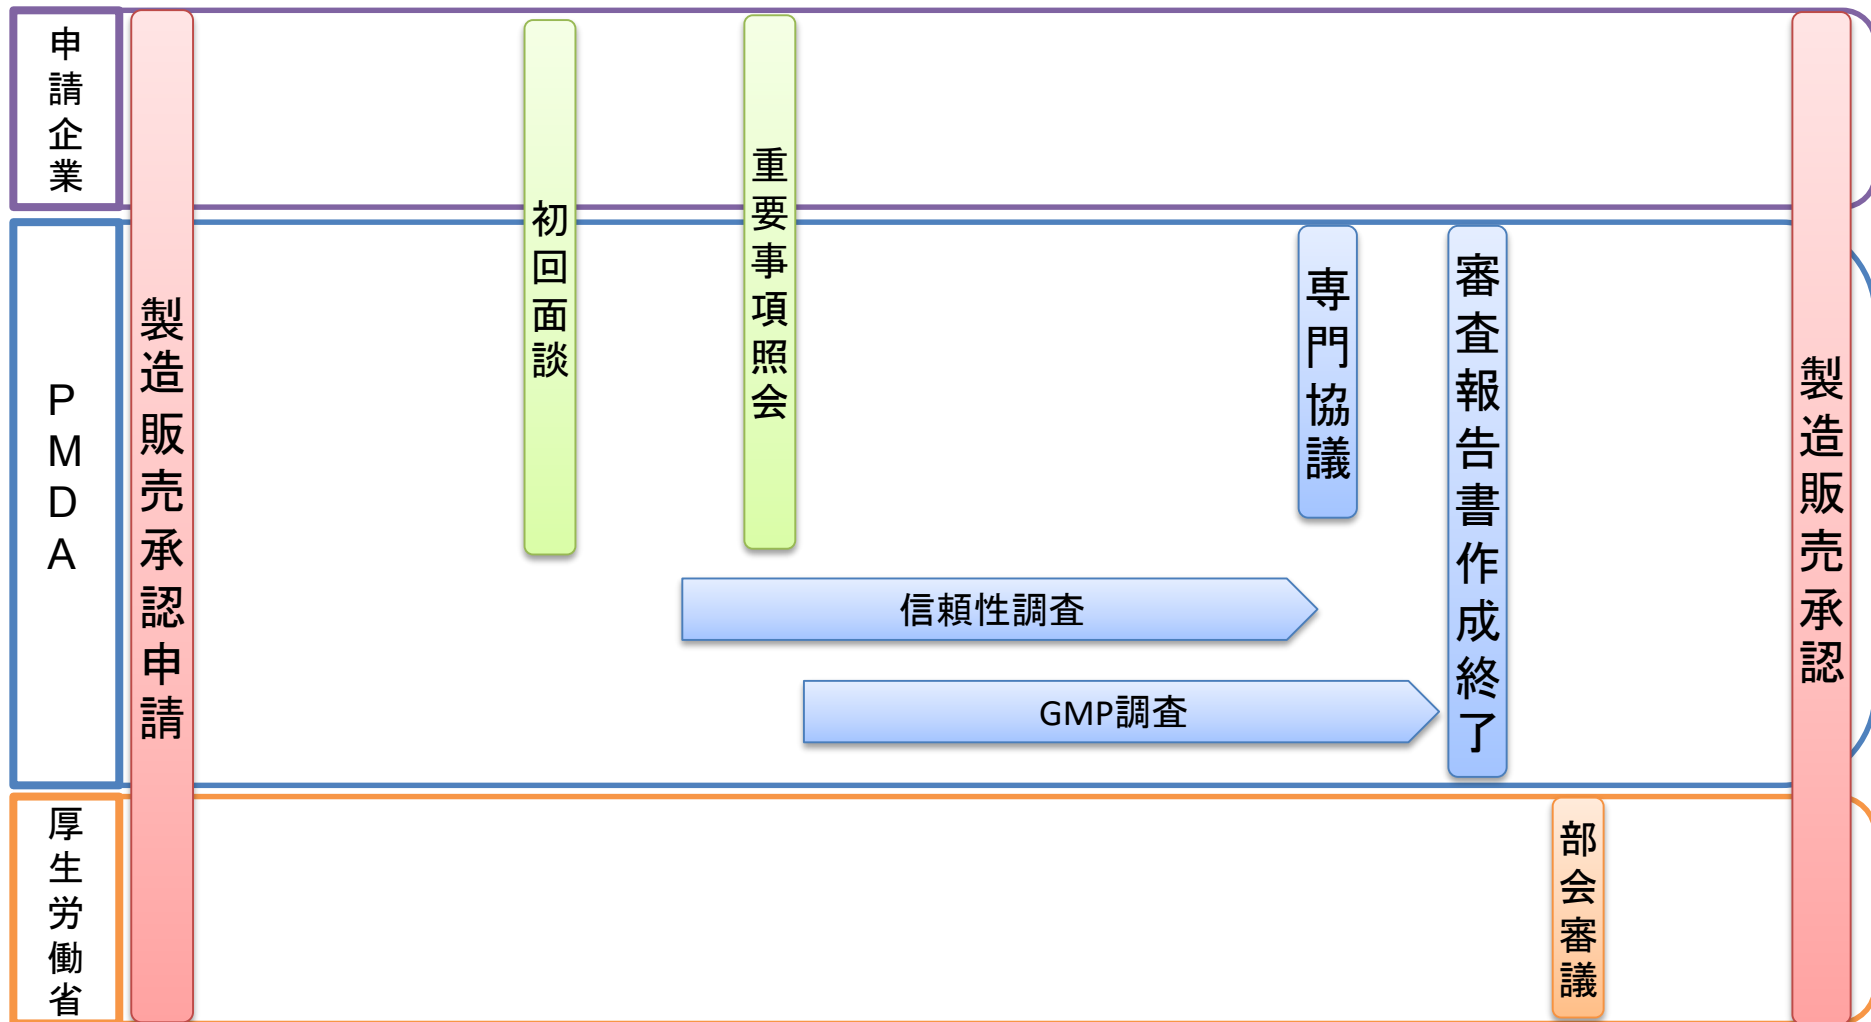 申請企業
PMDA
厚生労働省
製造販売承認申請
初回面談
重要事項照会
信頼性調査
GMP調査
専門協議
審査報告書作成終了
部会審議
製造販売承認